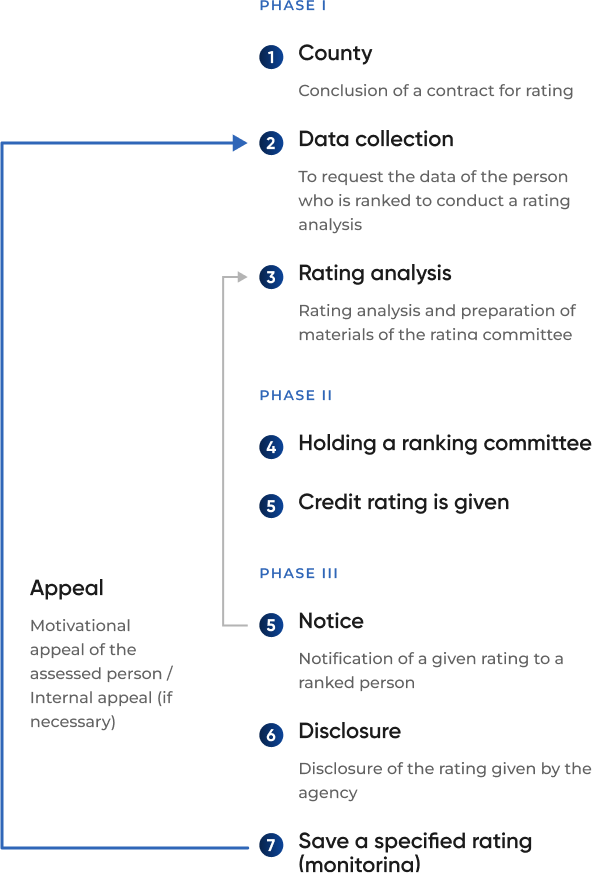 PHASE I
1 County
Conclusion of a contract for rating
2 Data collection
To request the data of the person
who is ranked to conduct a rating
analysis
3 Rating analysis
Rating analysis and preparation of
materials of the rating committee
PHASE II
4 Holding a ranking committee
5 Credit rating is given
PHASE III
Appeal
Motivational
appeal of the
assessed person /
Internal appeal (if
necessary)
5 Notice
Notification of a given rating to a
ranked person
6 Disclosure
Disclosure of the rating given by the
agency
7 Save a specified rating
(monitoring)